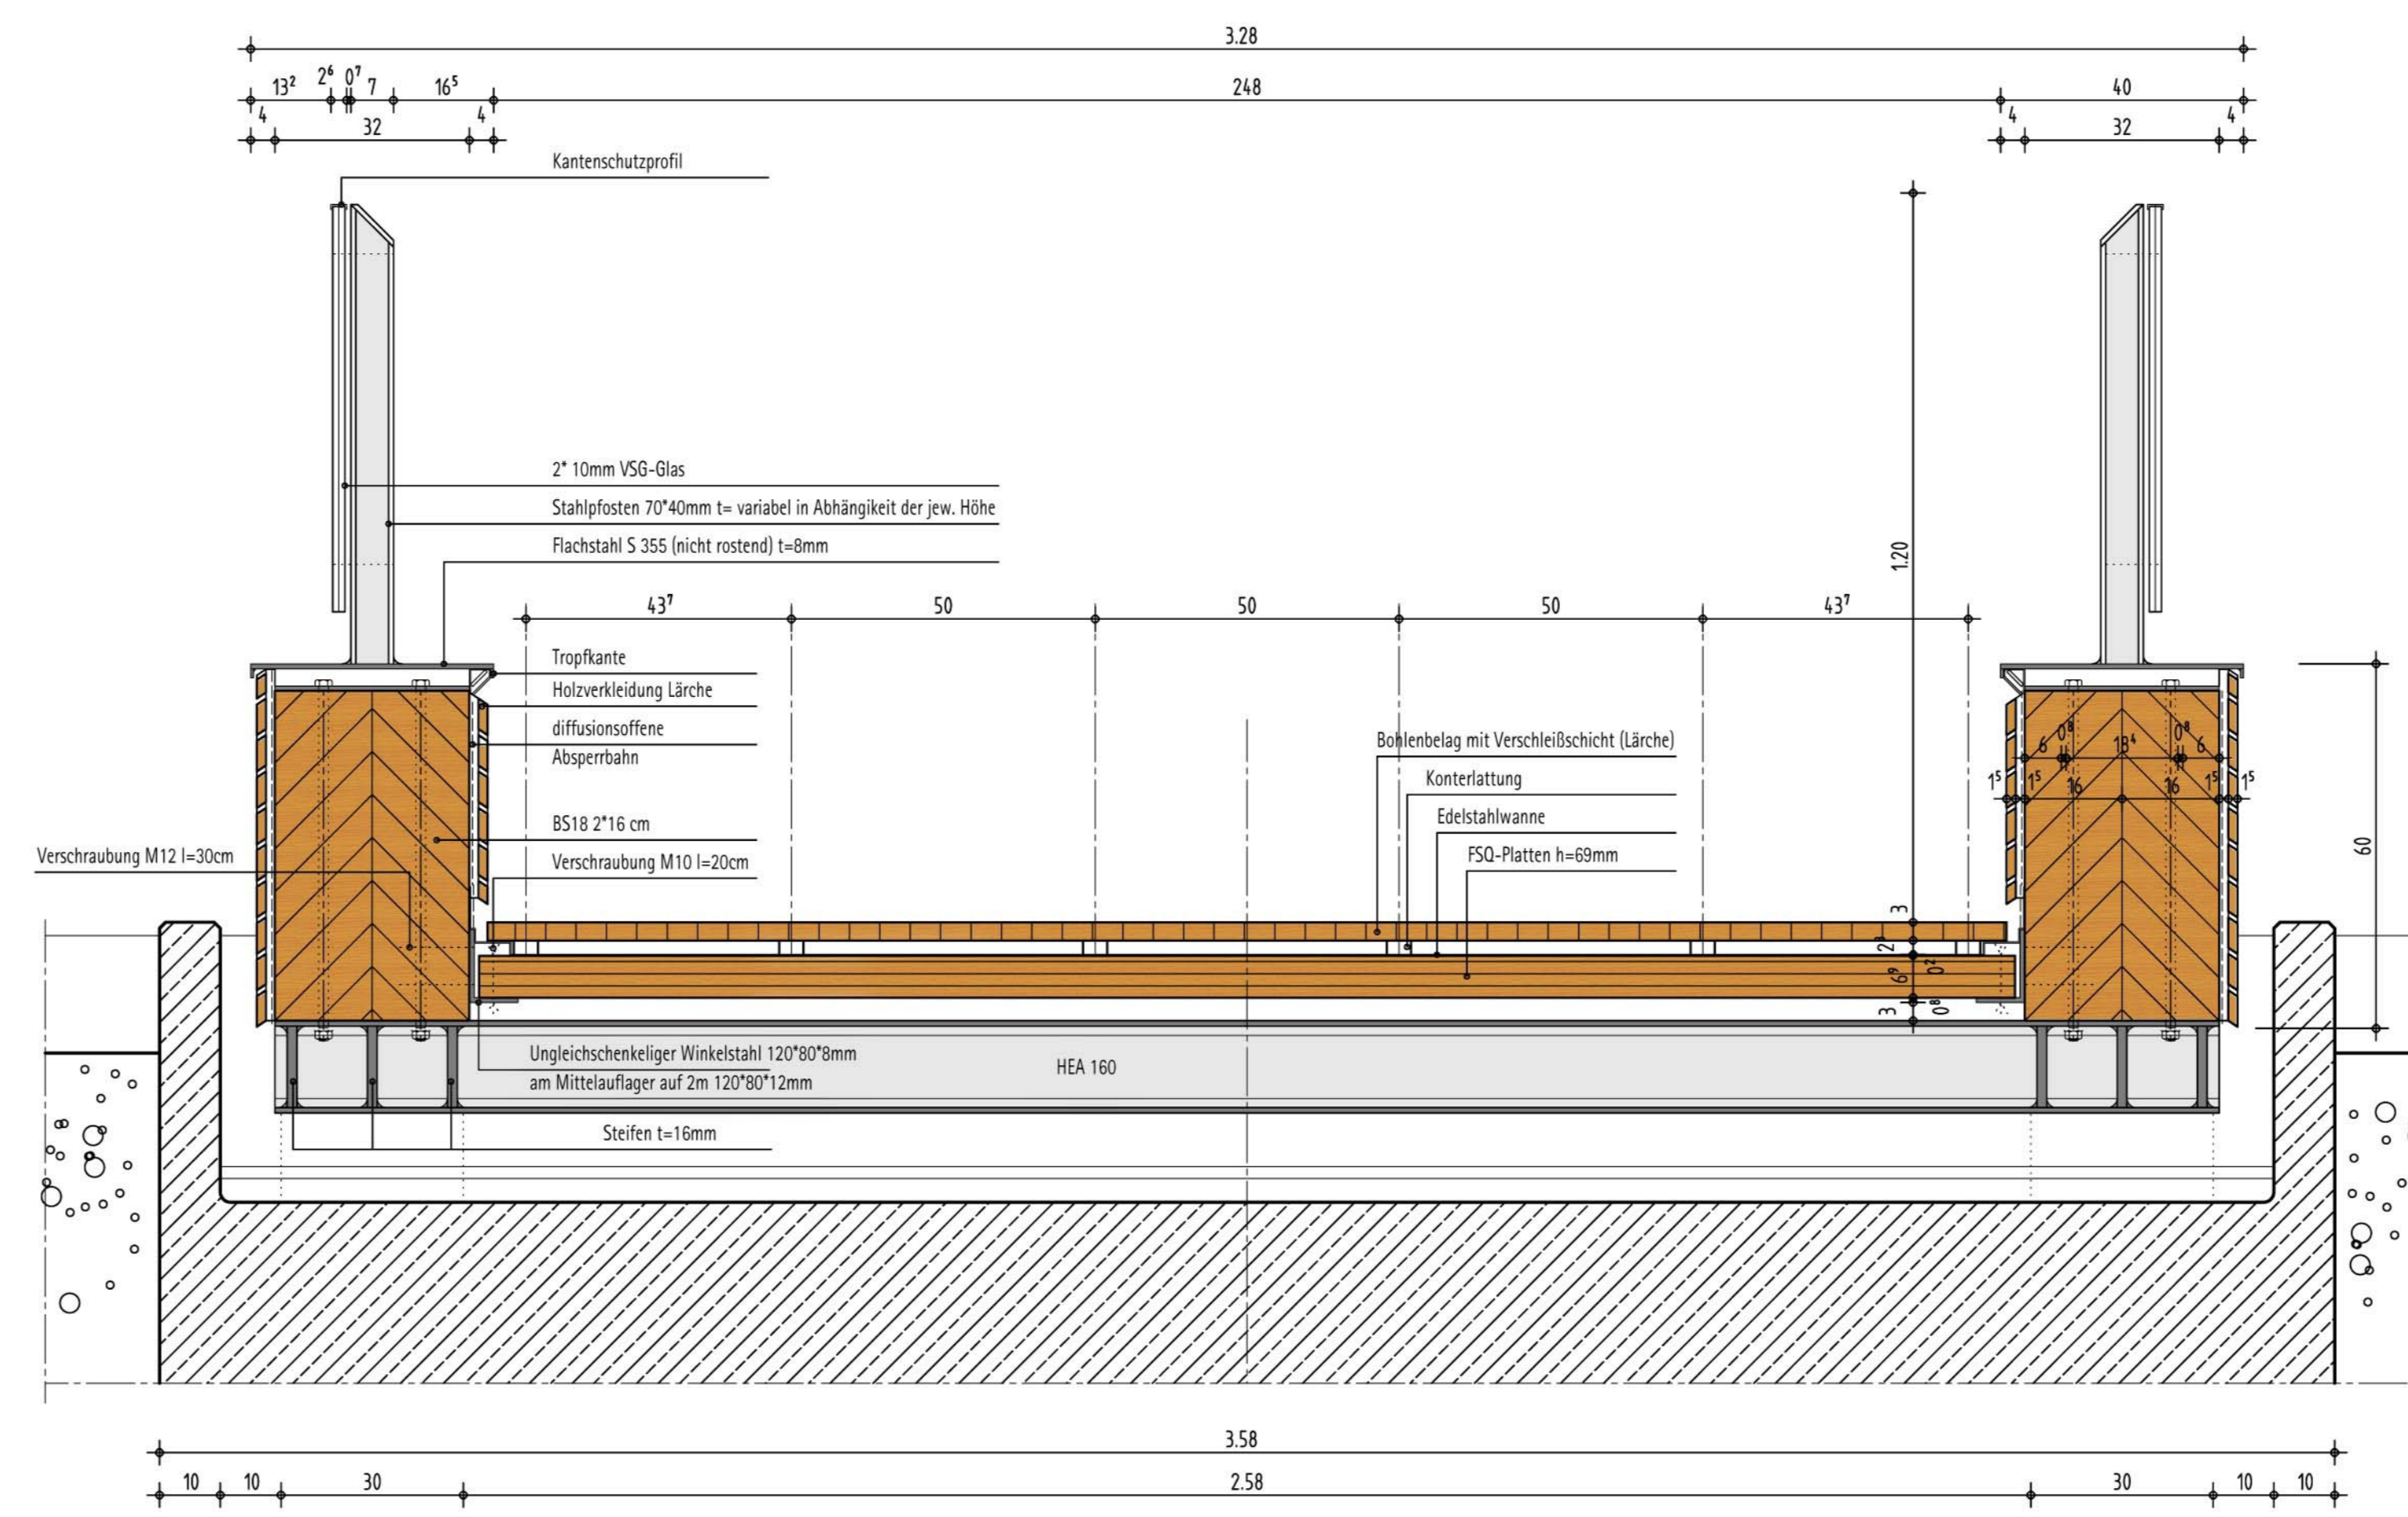 3.28
13² 2⁶ 0⁷ 7 16⁵ 248 40
4 32 4 4 32 4
Kantenschutzprofil
2* 10mm VSG-Glas
Stahlpfosten 70*40mm t= variabel in Abhängikeit der jew. Höhe
Flachstahl S 355 (nicht rostend) t=8mm
1.20
43⁷ 50 50 50 43⁷
Tropfkante
Holzverkleidung Lärche
diffusionsoffene
Absperrbahn
BS18 2*16 cm
Verschraubung M12 l=30cm
Verschraubung M10 l=20cm
Bohlenbelag mit Verschleißschicht (Lärche)
Konterlattung
Edelstahlwanne
FSQ-Platten h=69mm
6 0⁸ 18⁴ 0⁸ 6
1⁵ 1⁵ 16 16 1⁵ 1⁵
60
3
2³
0²
6⁹
0⁸
3
Ungleichschenkeliger Winkelstahl 120*80*8mm
am Mittelauflager auf 2m 120*80*12mm
HEA 160
Steifen t=16mm
3.58
10 10 30 2.58 30 10 10